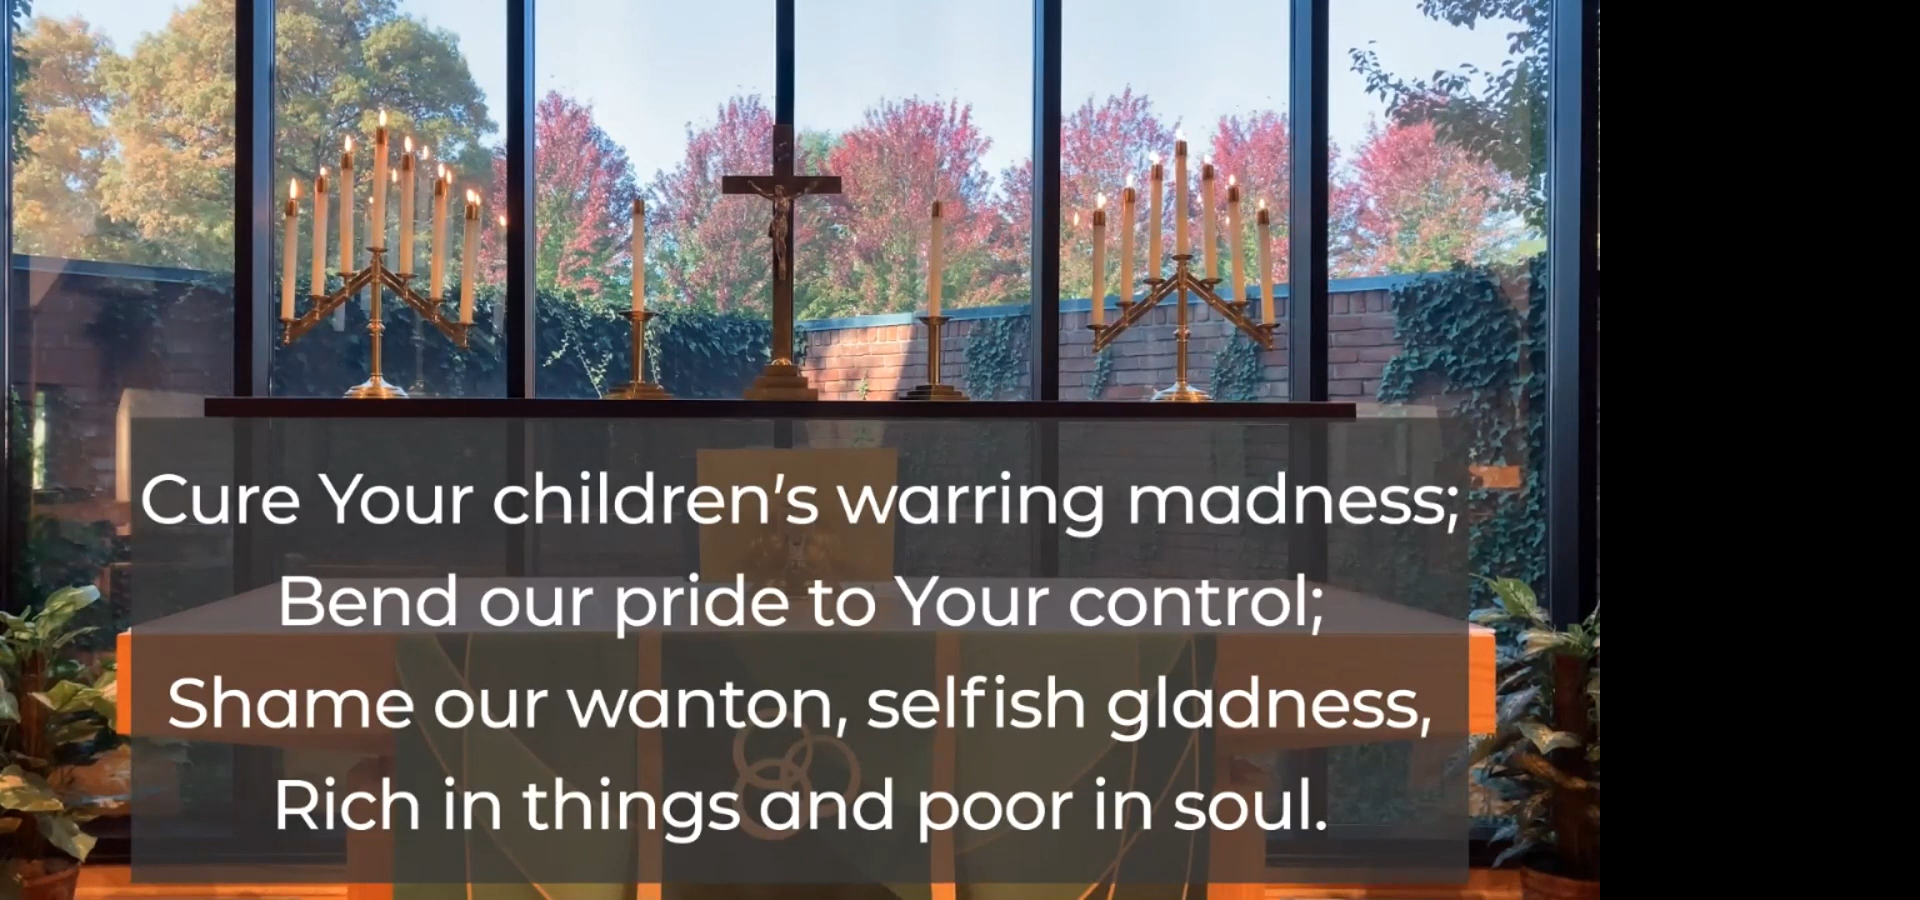 Cure Your children’s warring madness;
Bend our pride to Your control;
Shame our wanton, selfish gladness,
Rich in things and poor in soul.